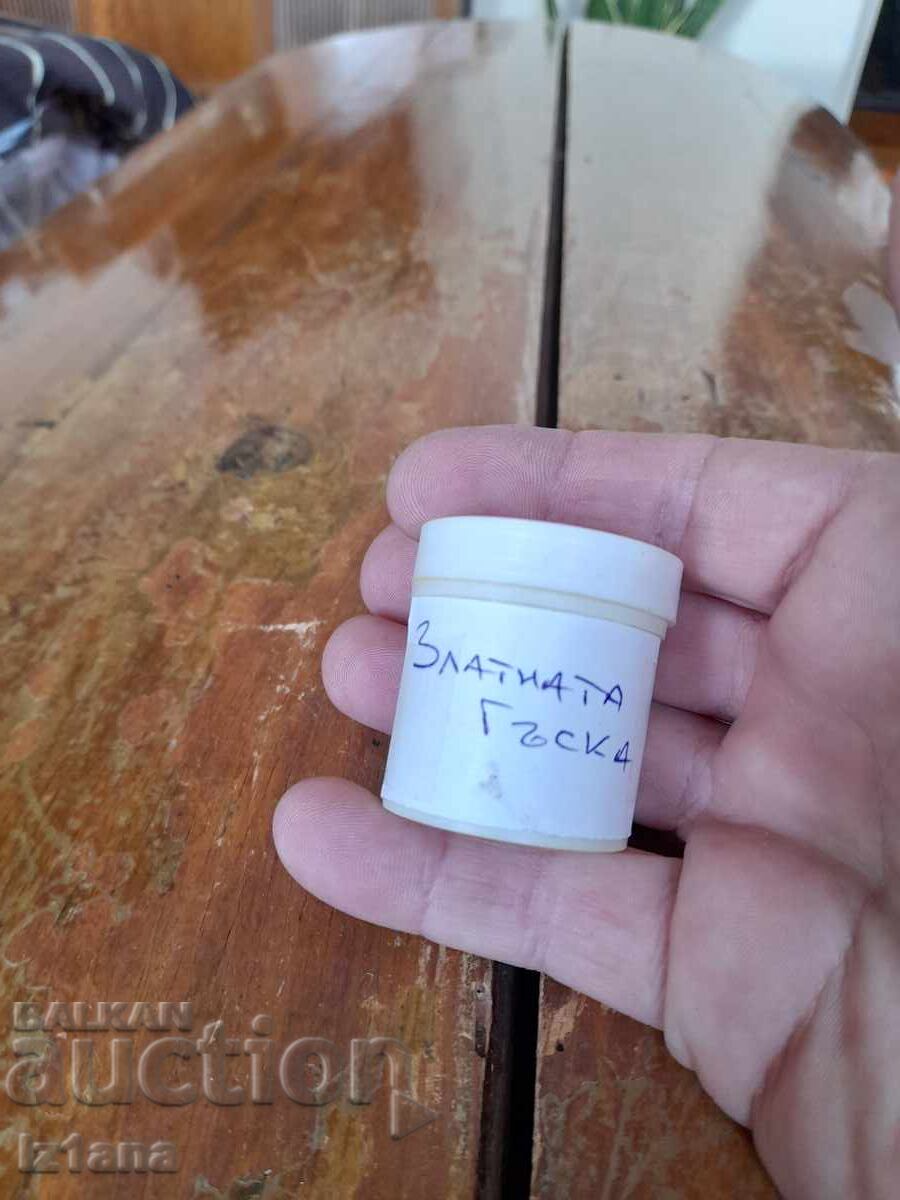 Златната
Гъска
BALKAN
auction
iz1ana